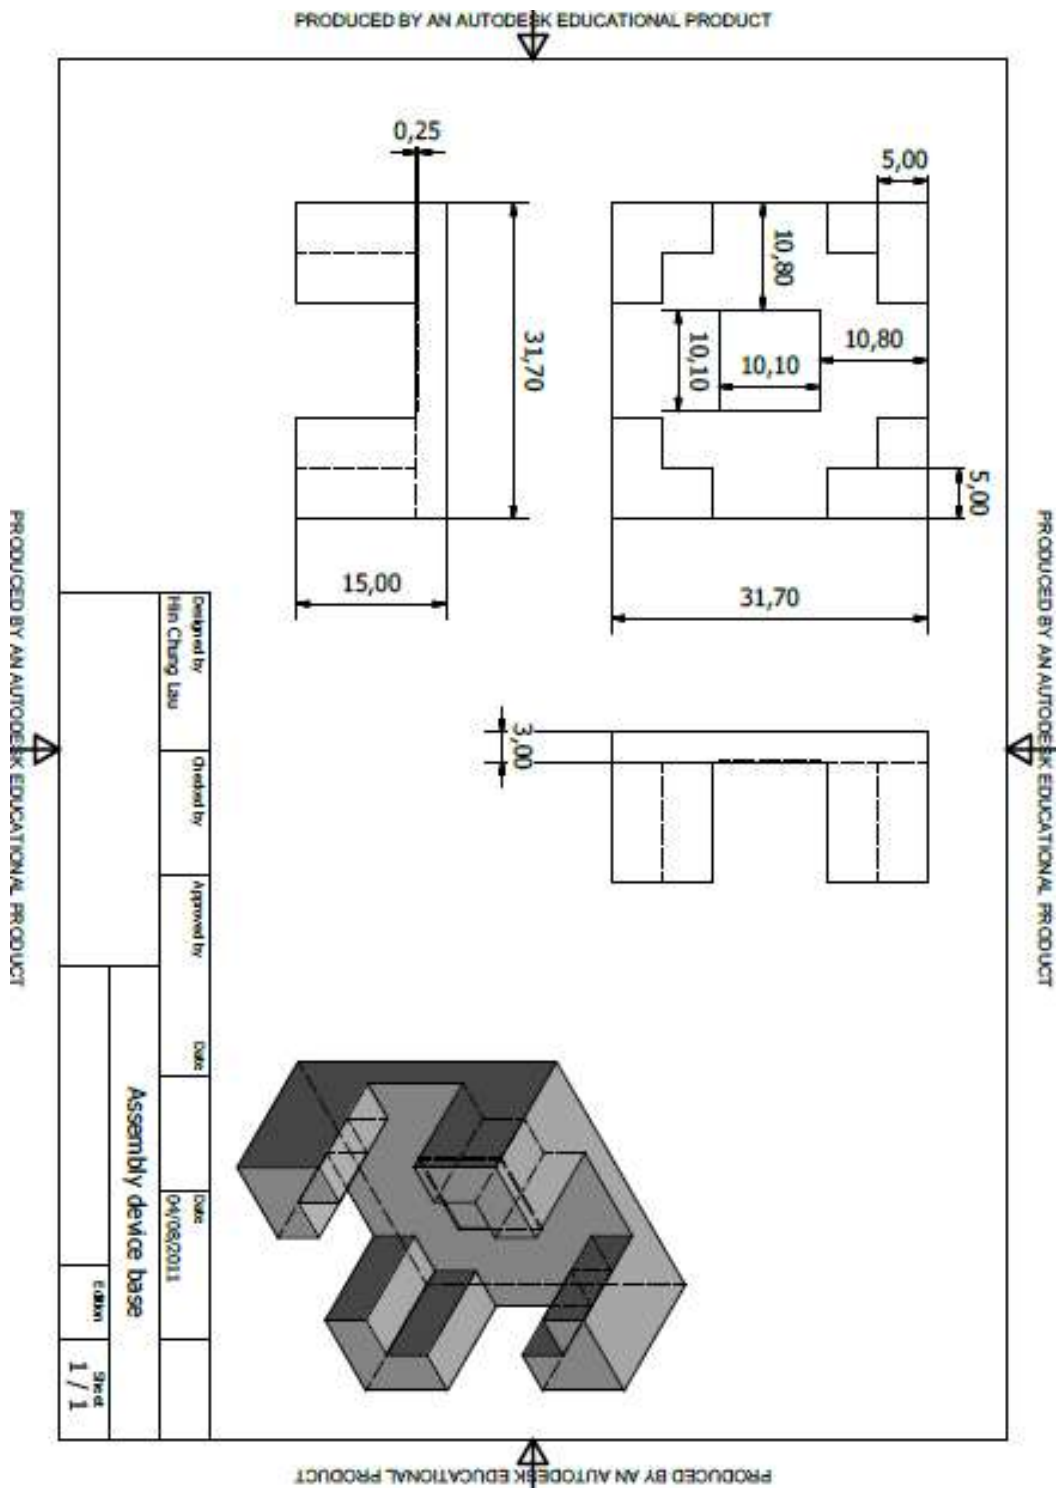 PRODUCED BY AN AUTODESK EDUCATIONAL PRODUCT
0,25
5,00
10,80
31,70
10,10
10,10
10,80
5,00
15,00
31,70
3,00
PRODUCED BY AN AUTODESK EDUCATIONAL PRODUCT
PRODUCED BY AN AUTODESK EDUCATIONAL PRODUCT
Designed by
Hin Chung Lau
Checked by
Approved by
Date
Date
04/08/2011
Assembly device base
Edition
Sheet
1 / 1
PRODUCED BY AN AUTODESK EDUCATIONAL PRODUCT